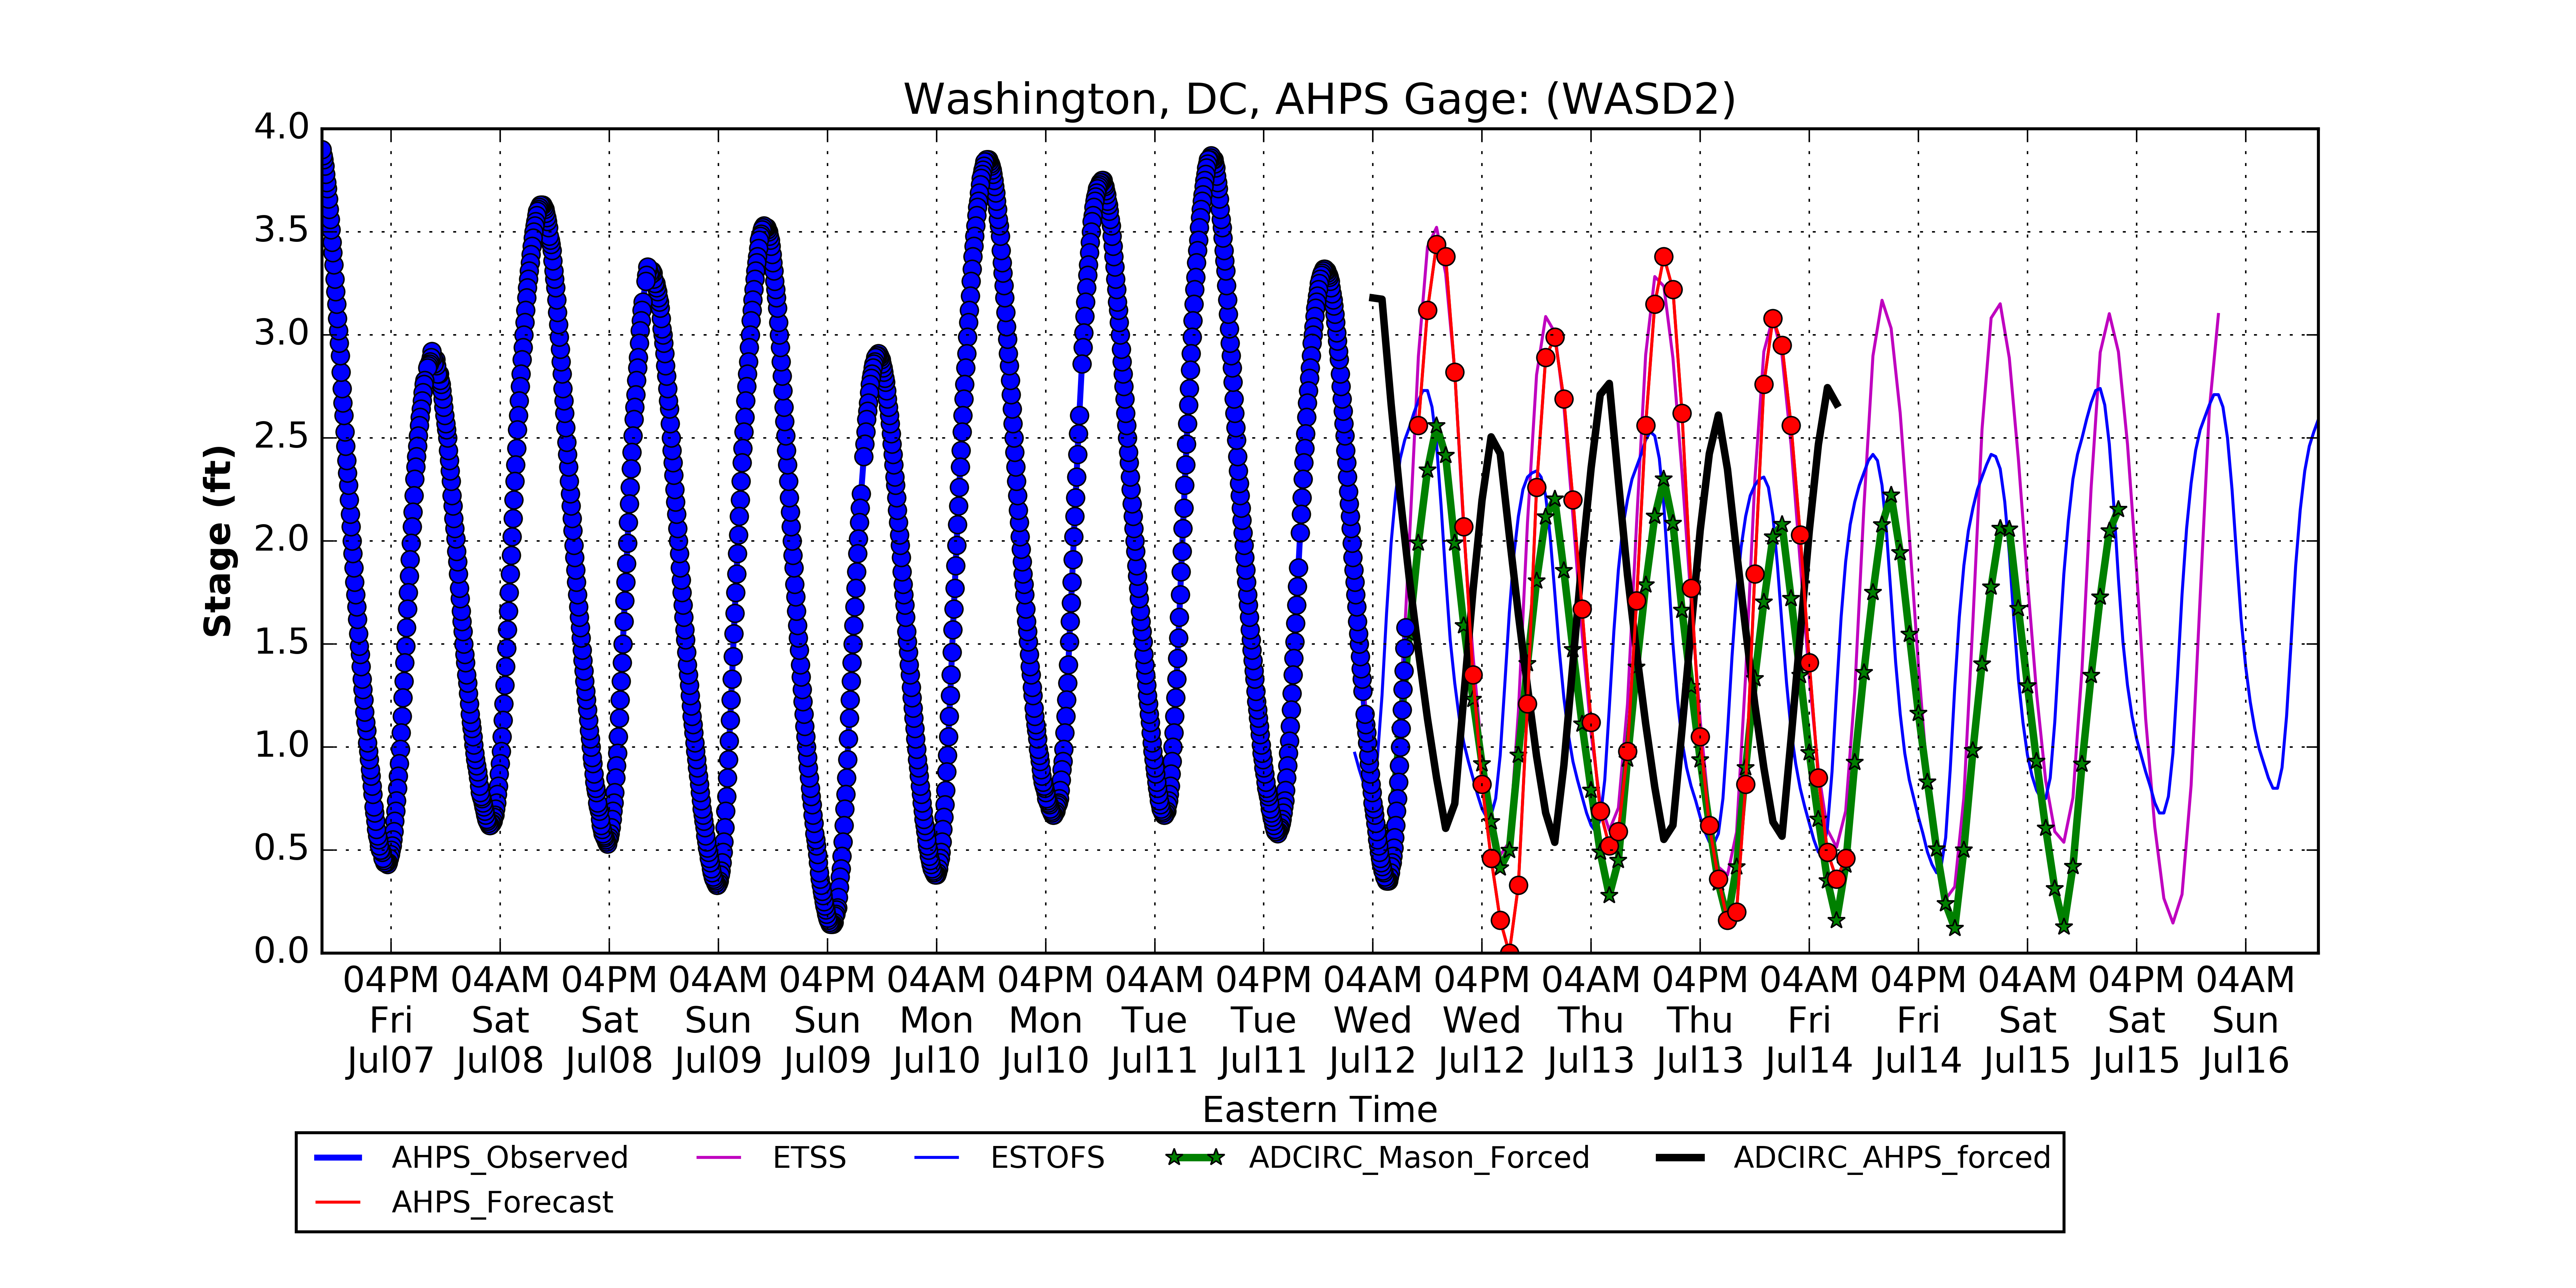 Washington, DC, AHPS Gage: (WASD2)
4.0
3.5
3.0
2.5
2.0
1.5
1.0
0.5
0.0
Stage (ft)
04PM 04AM 04PM 04AM 04PM 04AM 04PM 04AM 04PM 04AM 04PM 04AM 04PM 04AM 04PM 04AM 04PM 04AM
Fri Sat Sat Sun Sun Mon Mon Tue Tue Wed Wed Thu Thu Fri Fri Sat Sat Sun
Jul07 Jul08 Jul08 Jul09 Jul09 Jul10 Jul10 Jul11 Jul11 Jul12 Jul12 Jul13 Jul13 Jul14 Jul14 Jul15 Jul15 Jul16
Eastern Time
AHPS_Observed ETSS ESTOFS ADCIRC_Mason_Forced ADCIRC_AHPS_forced
AHPS_Forecast